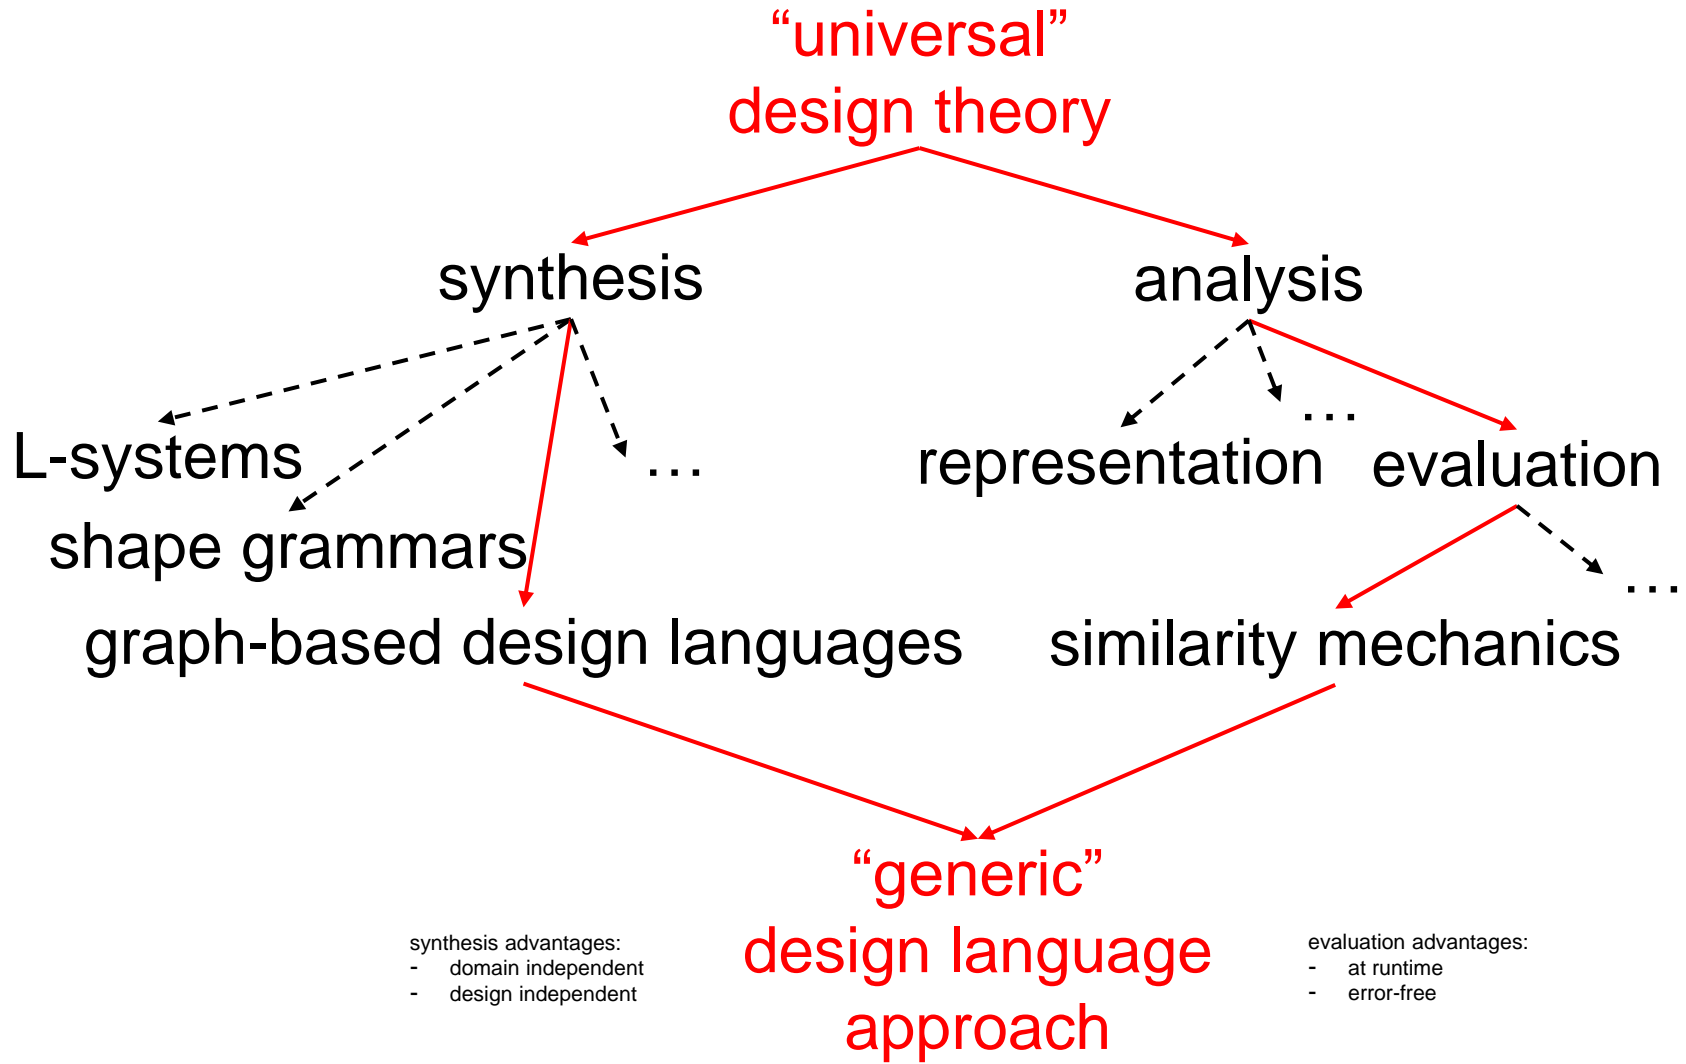 “universal”
design theory
synthesis
analysis
L-systems
…
representation
…
evaluation
shape grammars
…
graph-based design languages
similarity mechanics
“generic”
design language
approach
synthesis advantages:
- domain independent
- design independent
evaluation advantages:
- at runtime
- error-free